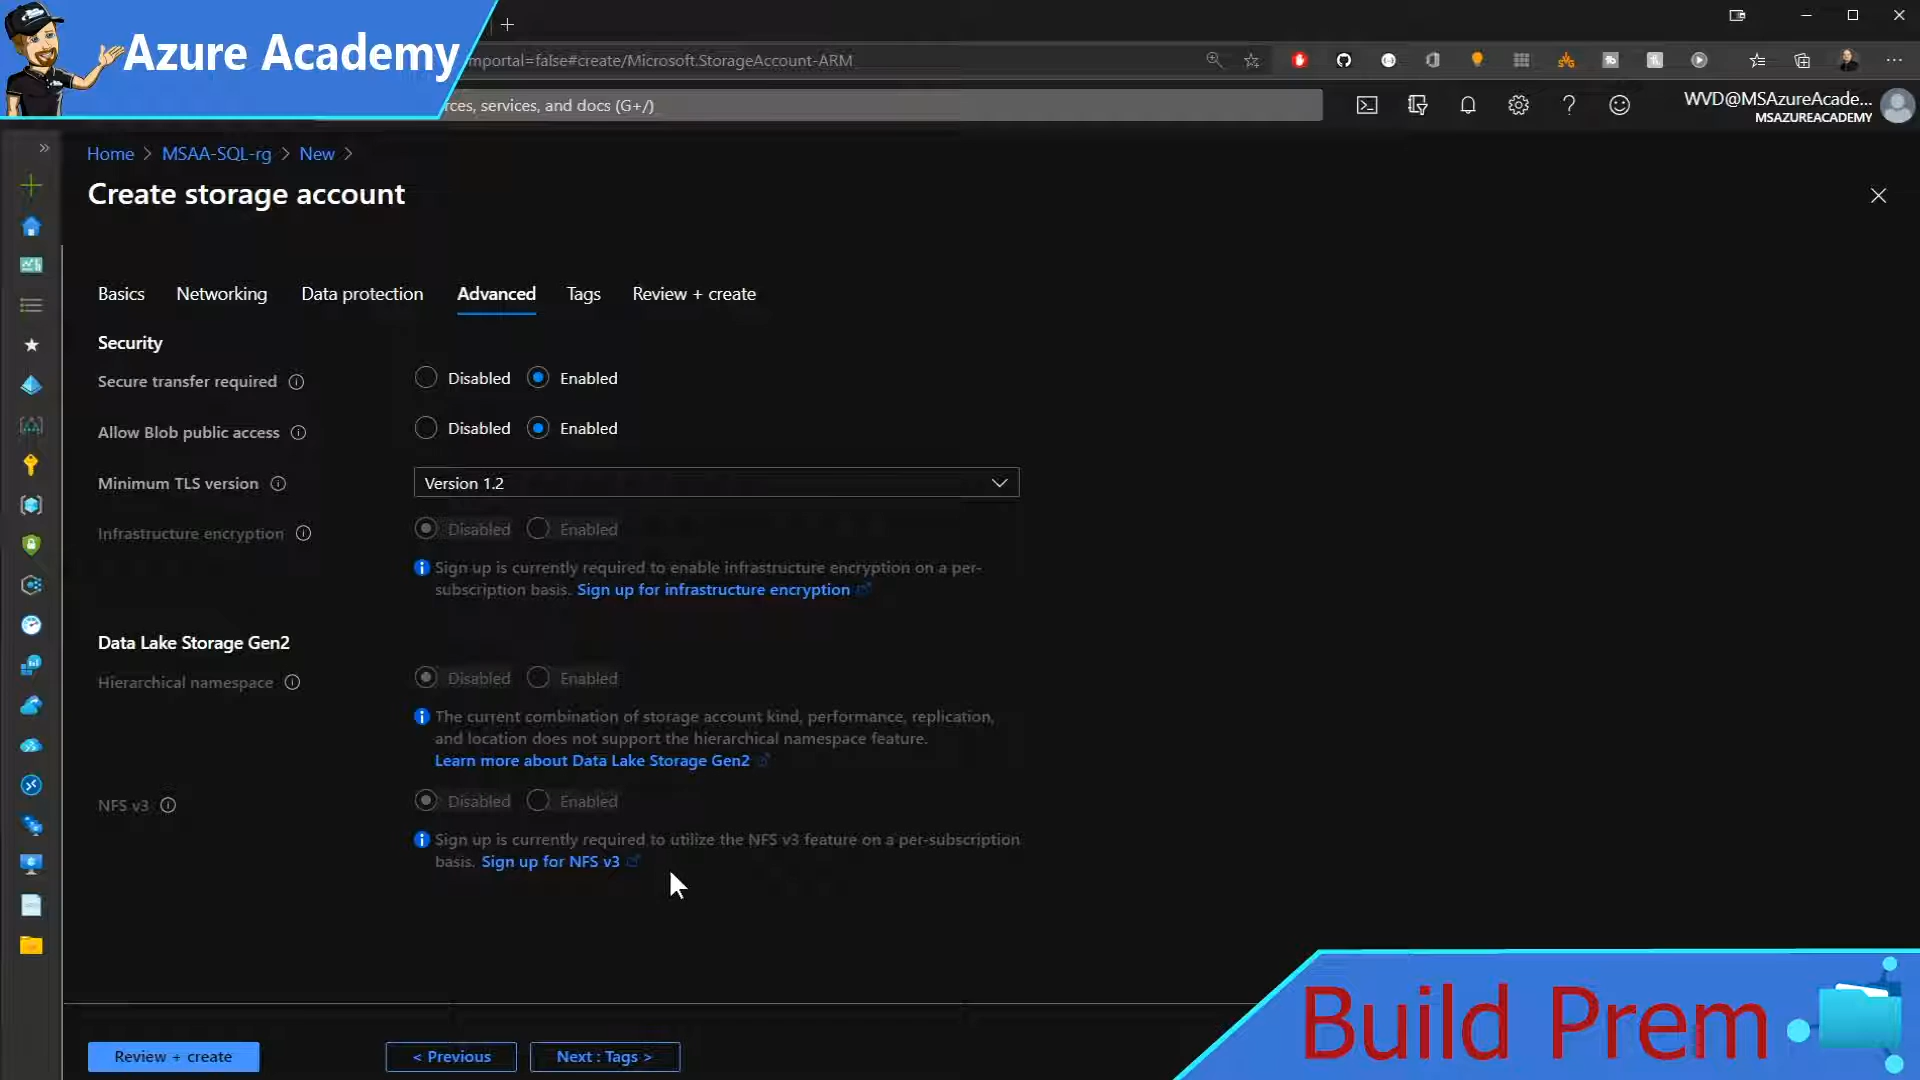 Azure Academy
mportal=false#create/Microsoft.StorageAccount-ARM
rces, services, and docs (G+/)
WVD@MSAzureAcade...
MSAZUREACADEMY
Home > MSAA-SQL-rg > New >
Create storage account
Basics Networking Data protection Advanced Tags Review + create
Security
Secure transfer required Disabled Enabled
Allow Blob public access Disabled Enabled
Minimum TLS version Version 1.2
Infrastructure encryption Disabled Enabled
Sign up is currently required to enable infrastructure encryption on a per-
subscription basis. Sign up for infrastructure encryption
Data Lake Storage Gen2
Hierarchical namespace Disabled Enabled
The current combination of storage account kind, performance, replication,
and location does not support the hierarchical namespace feature.
Learn more about Data Lake Storage Gen2
NFS v3 Disabled Enabled
Sign up is currently required to utilize the NFS v3 feature on a per-subscription
basis. Sign up for NFS v3
Review + create < Previous Next : Tags >
Build Prem